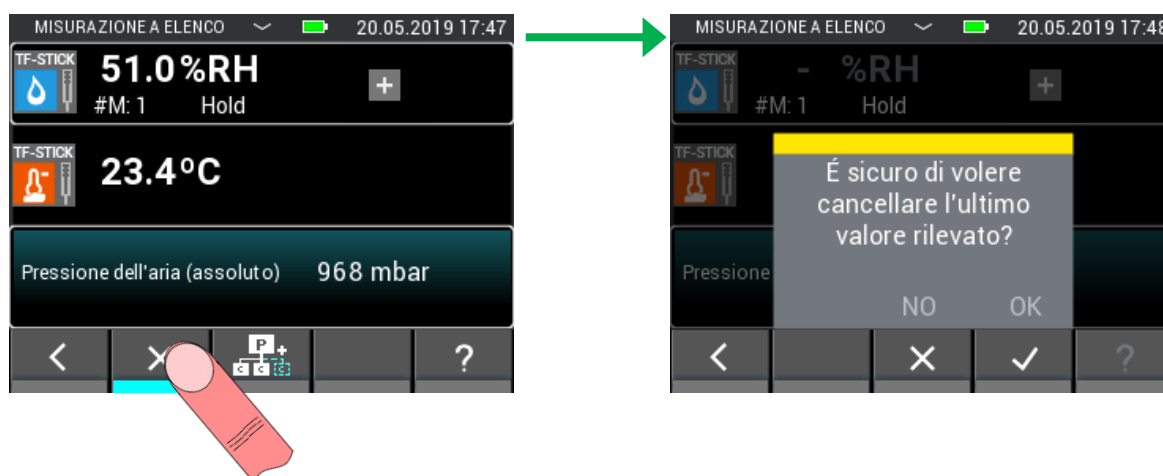 MISURAZIONE A ELENCO 20.05.2019 17:47
TF-STICK
51.0 %RH
#M: 1 Hold
+
TF-STICK
23.4ºC
Pressione dell'aria (assoluto) 968 mbar
P +
c c c
?
MISURAZIONE A ELENCO 20.05.2019 17:48
TF-STICK
- %RH
#M: 1 Hold
+
TF-STICK
É sicuro di volere
cancellare l'ultimo
valore rilevato?
Pressione
NO OK
?